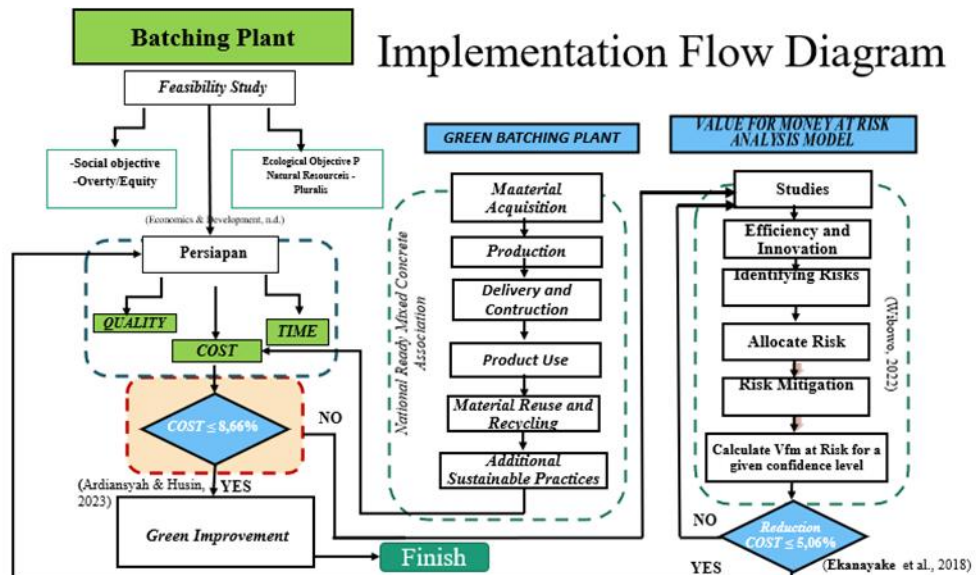 Batching Plant
Implementation Flow Diagram
Feasibility Study
-Social objective
-Overty/Equity
Ecological Objective P
Natural Resourceis -
Pluralis
(Economics & Development, n.d.)
Persiapan
QUALITY
TIME
COST
COST ≤ 8,66%
NO
YES
(Ardiansyah & Husin,
2023)
Green Improvement
Finish
GREEN BATCHING PLANT
National Ready Mixed Concrete
Association
Maaterial
Acquisition
Production
Delivery and
Contruction
Product Use
Material Reuse and
Recycling
Additional
Sustainable Practices
VALUE FOR MONEY AT RISK
ANALYSIS MODEL
Studies
Efficiency and
Innovation
Identifying Risks
Allocate Risk
Risk Mitigation
Calculate Vfm at Risk for a
given confidence level
(Wibowo, 2022)
NO
Reduction
COST ≤ 5,06%
YES
(Ekanayake et al., 2018)